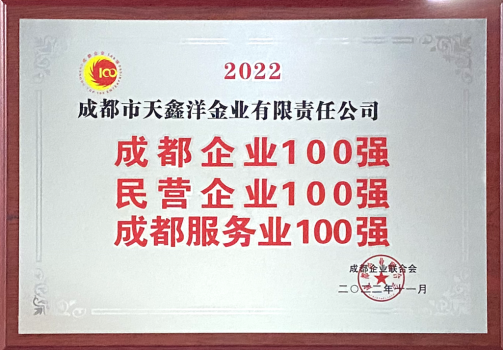 100
2022
成都市天鑫洋金业有限责任公司
成都企业100强
民营企业100强
成都服务业100强
成都企业联合会
二〇二二年十一月